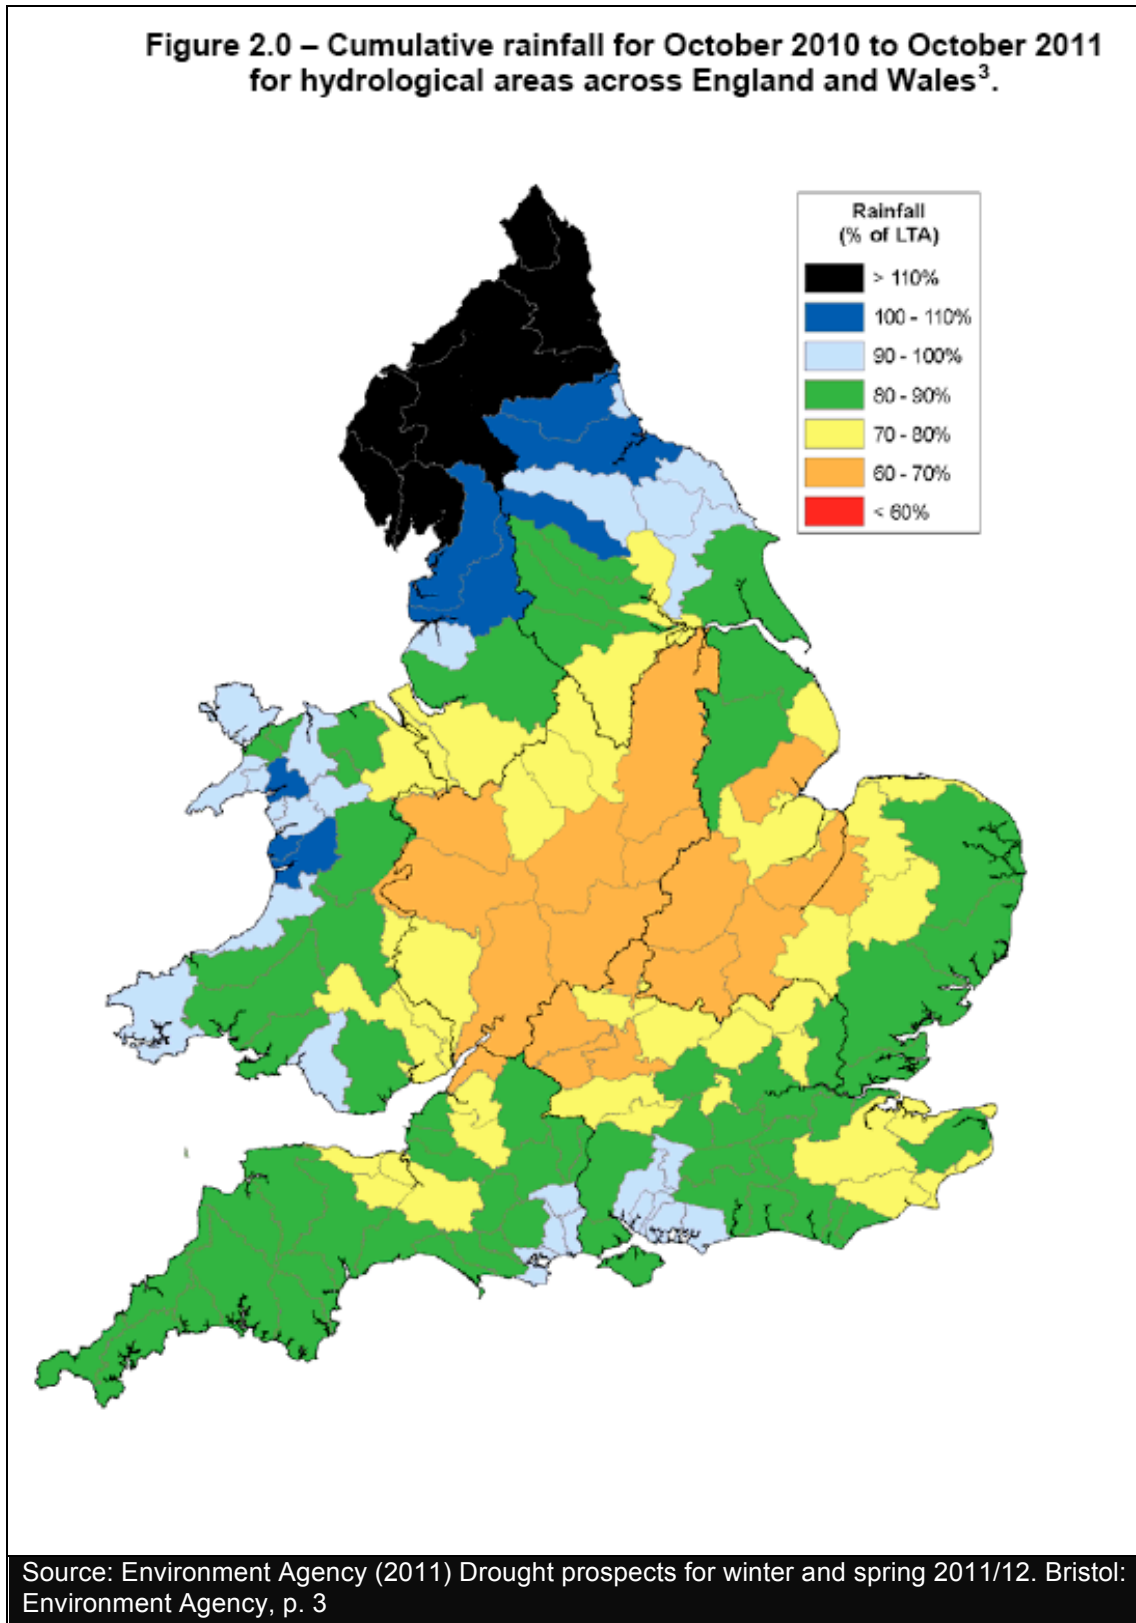 Figure 2.0 – Cumulative rainfall for October 2010 to October 2011
for hydrological areas across England and Wales³.
Rainfall
(% of LTA)
> 110%
100 - 110%
90 - 100%
80 - 90%
70 - 80%
60 - 70%
< 60%
Source: Environment Agency (2011) Drought prospects for winter and spring 2011/12. Bristol:
Environment Agency, p. 3